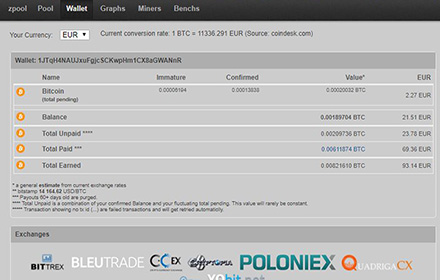 zpool Pool Wallet Graphs Miners Benchs
Your Currency: EUR Current conversion rate: 1 BTC = 11336.291 EUR (Source: coindesk.com)
Wallet: 1JTqH4NAUJxuFgjc5CKwpHm1CX8aGWANnR
Name Immature Confirmed Value* EUR
Bitcoin 0.00006194 0.00013838 0.00020032 BTC 2.27 EUR
(total pending)
Balance 0.00189704 BTC 21.51 EUR
Total Unpaid **** 0.00209736 BTC 23.78 EUR
Total Paid *** 0.00611874 BTC 69.36 EUR
Total Earned 0.00821610 BTC 93.14 EUR
* a general estimate from current exchange rates
** bitstamp 14 164.62 USD/BTC
*** Payouts 60+ days old are purged.
**** Total Unpaid is a combination of your confirmed Balance and your fluctuating total pending. This value will rarely be constant.
***** Transaction showing no tx id (...) are failed transactions and will get retried automatically.
Exchanges
BITTREX BLEUTRADE POLONIEX QUADRIGACX
yobit.net